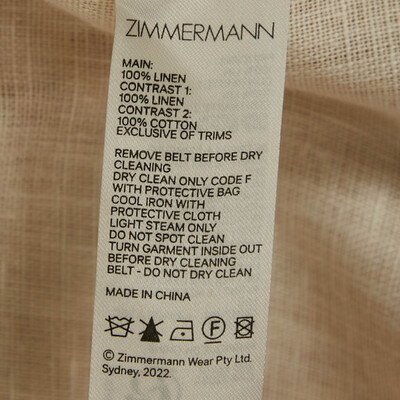 ZIMMERMANN
MAIN:
100% LINEN
CONTRAST 1:
100% LINEN
CONTRAST 2:
100% COTTON
EXCLUSIVE OF TRIMS
REMOVE BELT BEFORE DRY
CLEANING
DRY CLEAN ONLY CODE F
WITH PROTECTIVE BAG
COOL IRON WITH
PROTECTIVE CLOTH
LIGHT STEAM ONLY
DO NOT SPOT CLEAN
TURN GARMENT INSIDE OUT
BEFORE DRY CLEANING
BELT - DO NOT DRY CLEAN
MADE IN CHINA
F
© Zimmermann Wear Pty Ltd.
Sydney, 2022.